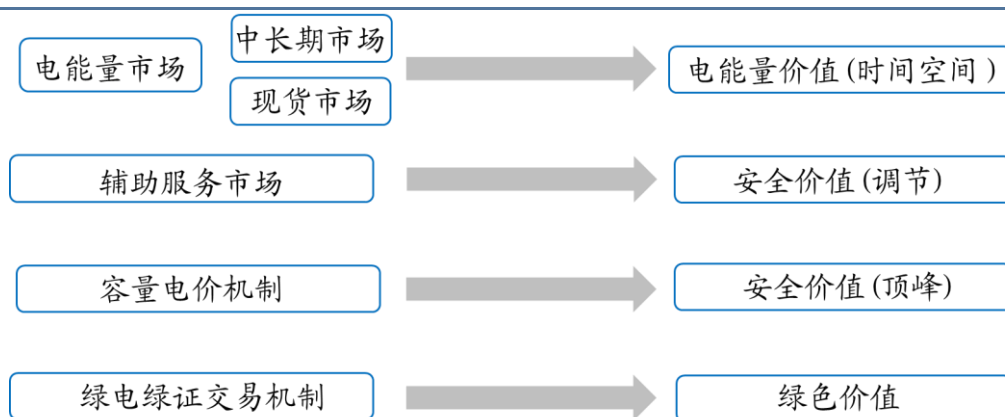 中长期市场
电能量市场
现货市场
电能量价值(时间空间)
辅助服务市场
安全价值(调节)
容量电价机制
安全价值(顶峰)
绿电绿证交易机制
绿色价值